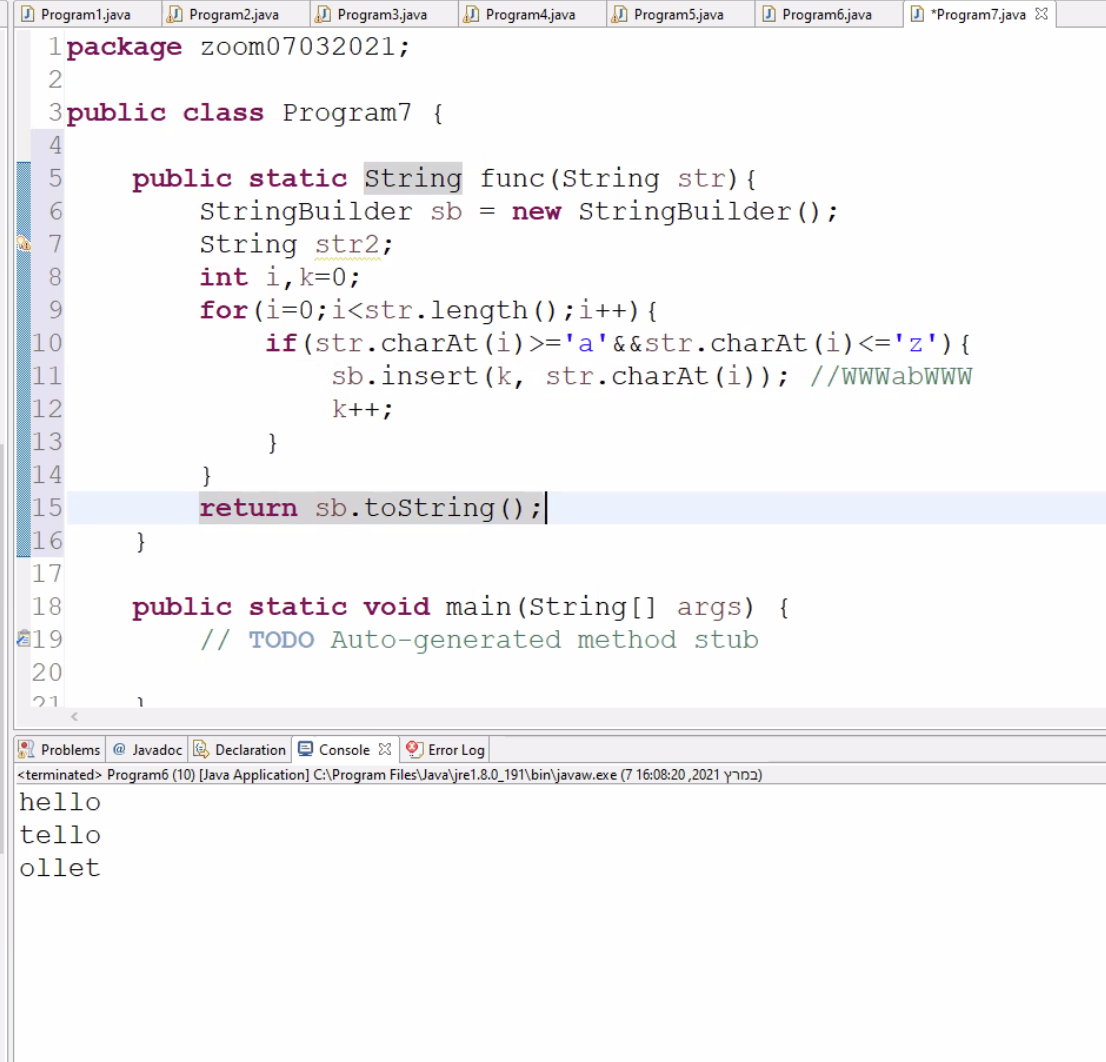 Program1.java Program2.java Program3.java Program4.java Program5.java Program6.java *Program7.java
1 package zoom07032021;
2
3 public class Program7 {
4
5 public static String func(String str){
6 StringBuilder sb = new StringBuilder();
7 String str2;
8 int i,k=0;
9 for(i=0;i<str.length();i++){
10 if(str.charAt(i)>='a'&&str.charAt(i)<='z'){
11 sb.insert(k, str.charAt(i)); //WWWabWWW
12 k++;
13 }
14 }
15 return sb.toString();
16 }
17
18 public static void main(String[] args) {
19 // TODO Auto-generated method stub
20
21 }
Problems @ Javadoc Declaration Console Error Log
<terminated> Program6 (10) [Java Application] C:\Program Files\Java\jre1.8.0_191\bin\javaw.exe (7 במרץ 2021, 16:08:20)
hello
tello
ollet